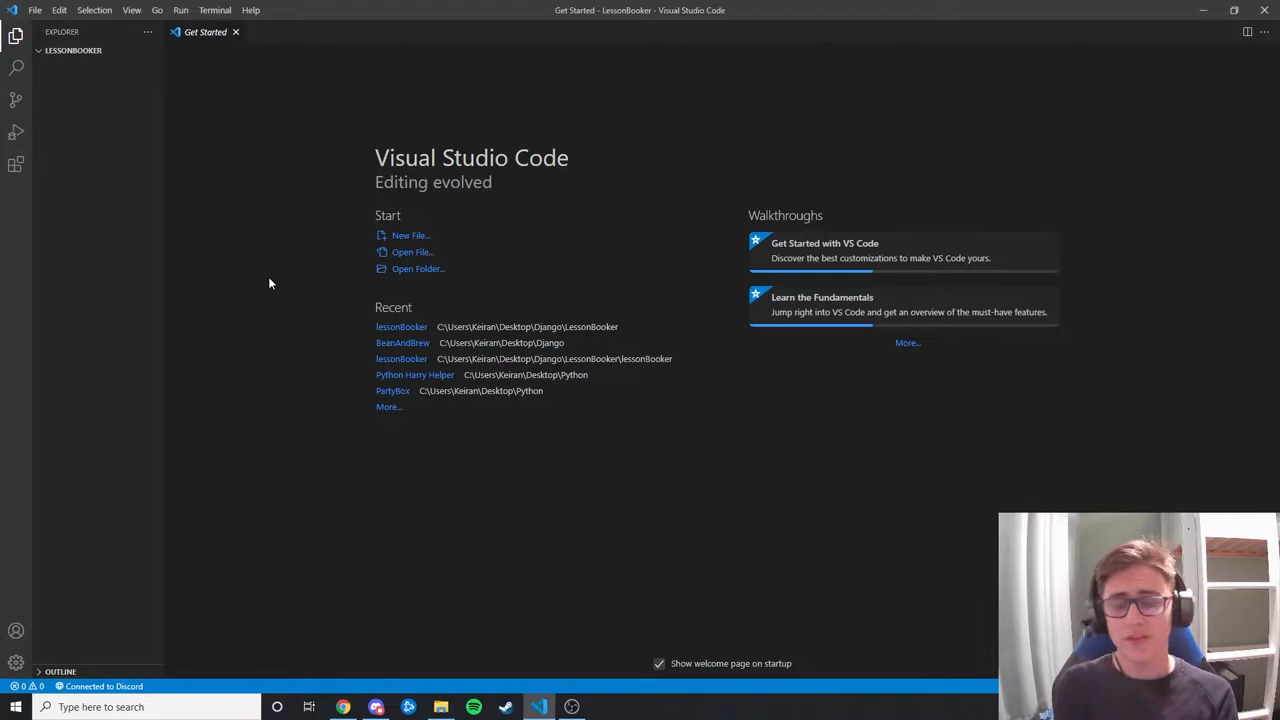 File Edit Selection View Go Run Terminal Help
Get Started - LessonBooker - Visual Studio Code
EXPLORER
LESSONBOOKER
OUTLINE
Get Started
Visual Studio Code
Editing evolved
Start
New File...
Open File...
Open Folder...
Recent
lessonBooker C:\Users\Keiran\Desktop\Django\LessonBooker
BeanAndBrew C:\Users\Keiran\Desktop\Django
lessonBooker C:\Users\Keiran\Desktop\Django\LessonBooker\lessonBooker
Python Harry Helper C:\Users\Keiran\Desktop\Python
PartyBox C:\Users\Keiran\Desktop\Python
More...
Walkthroughs
Get Started with VS Code
Discover the best customizations to make VS Code yours.
Learn the Fundamentals
Jump right into VS Code and get an overview of the must-have features.
More...
Show welcome page on startup
0 0 Connected to Discord
Type here to search